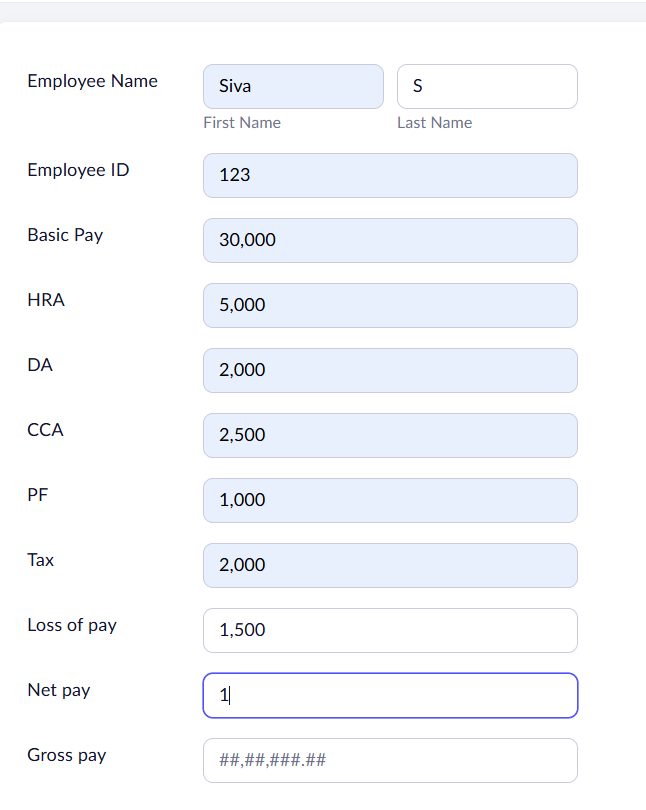 Employee Name Siva S
First Name Last Name
Employee ID 123
Basic Pay 30,000
HRA 5,000
DA 2,000
CCA 2,500
PF 1,000
Tax 2,000
Loss of pay 1,500
Net pay 1
Gross pay ##,##,###.##